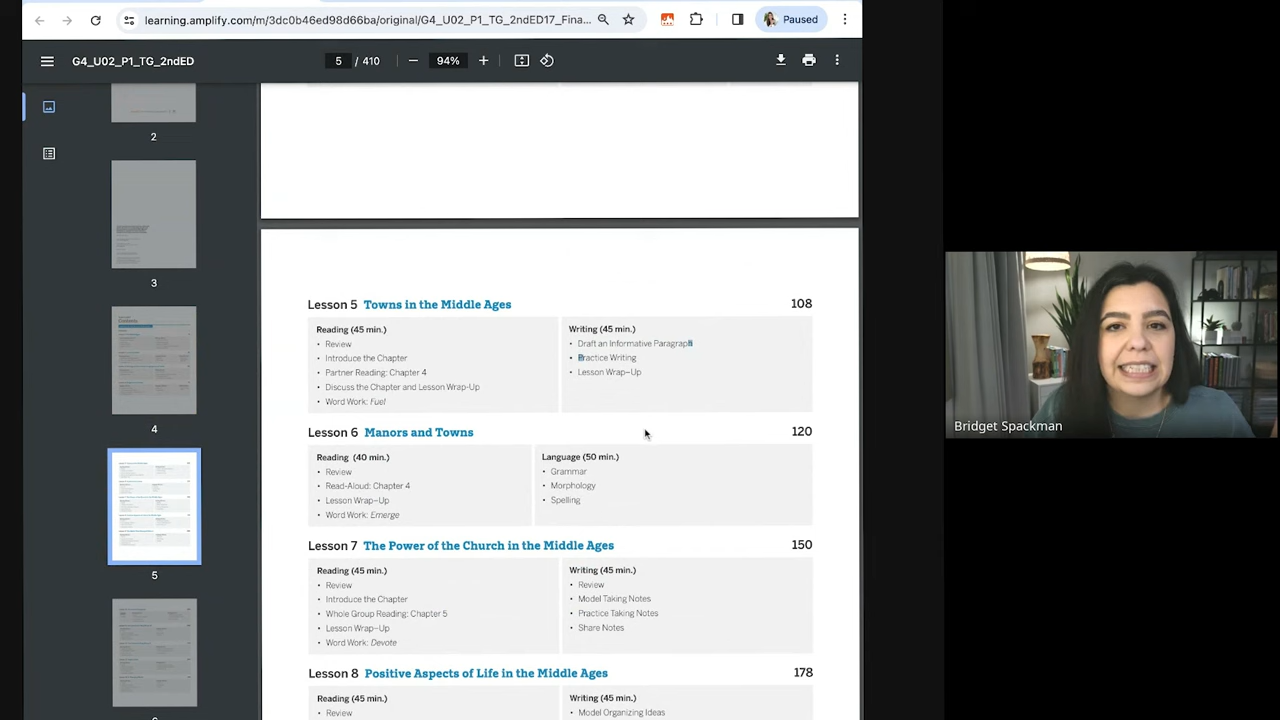 learning.amplify.com/m/3dc0b46ed98d66ba/original/G4_U02_P1_TG_2ndED17_Fina...
Paused
G4_U02_P1_TG_2ndED
5 / 410
94%
2
3
4
5
Lesson 5 Towns in the Middle Ages 108
Reading (45 min.)
• Review
• Introduce the Chapter
• Partner Reading: Chapter 4
• Discuss the Chapter and Lesson Wrap-Up
• Word Work: Fuel
Writing (45 min.)
• Draft an Informative Paragraph
• Practice Writing
• Lesson Wrap-Up
Lesson 6 Manors and Towns 120
Reading (40 min.)
• Review
• Read-Aloud: Chapter 4
• Lesson Wrap-Up
• Word Work: Emerge
Language (50 min.)
• Grammar
• Morphology
• Spelling
Lesson 7 The Power of the Church in the Middle Ages 150
Reading (45 min.)
• Review
• Introduce the Chapter
• Whole Group Reading: Chapter 5
• Lesson Wrap-Up
• Word Work: Devote
Writing (45 min.)
• Review
• Model Taking Notes
• Practice Taking Notes
• Share Notes
Lesson 8 Positive Aspects of Life in the Middle Ages 178
Reading (45 min.)
• Review
Writing (45 min.)
• Model Organizing Ideas
Bridget Spackman